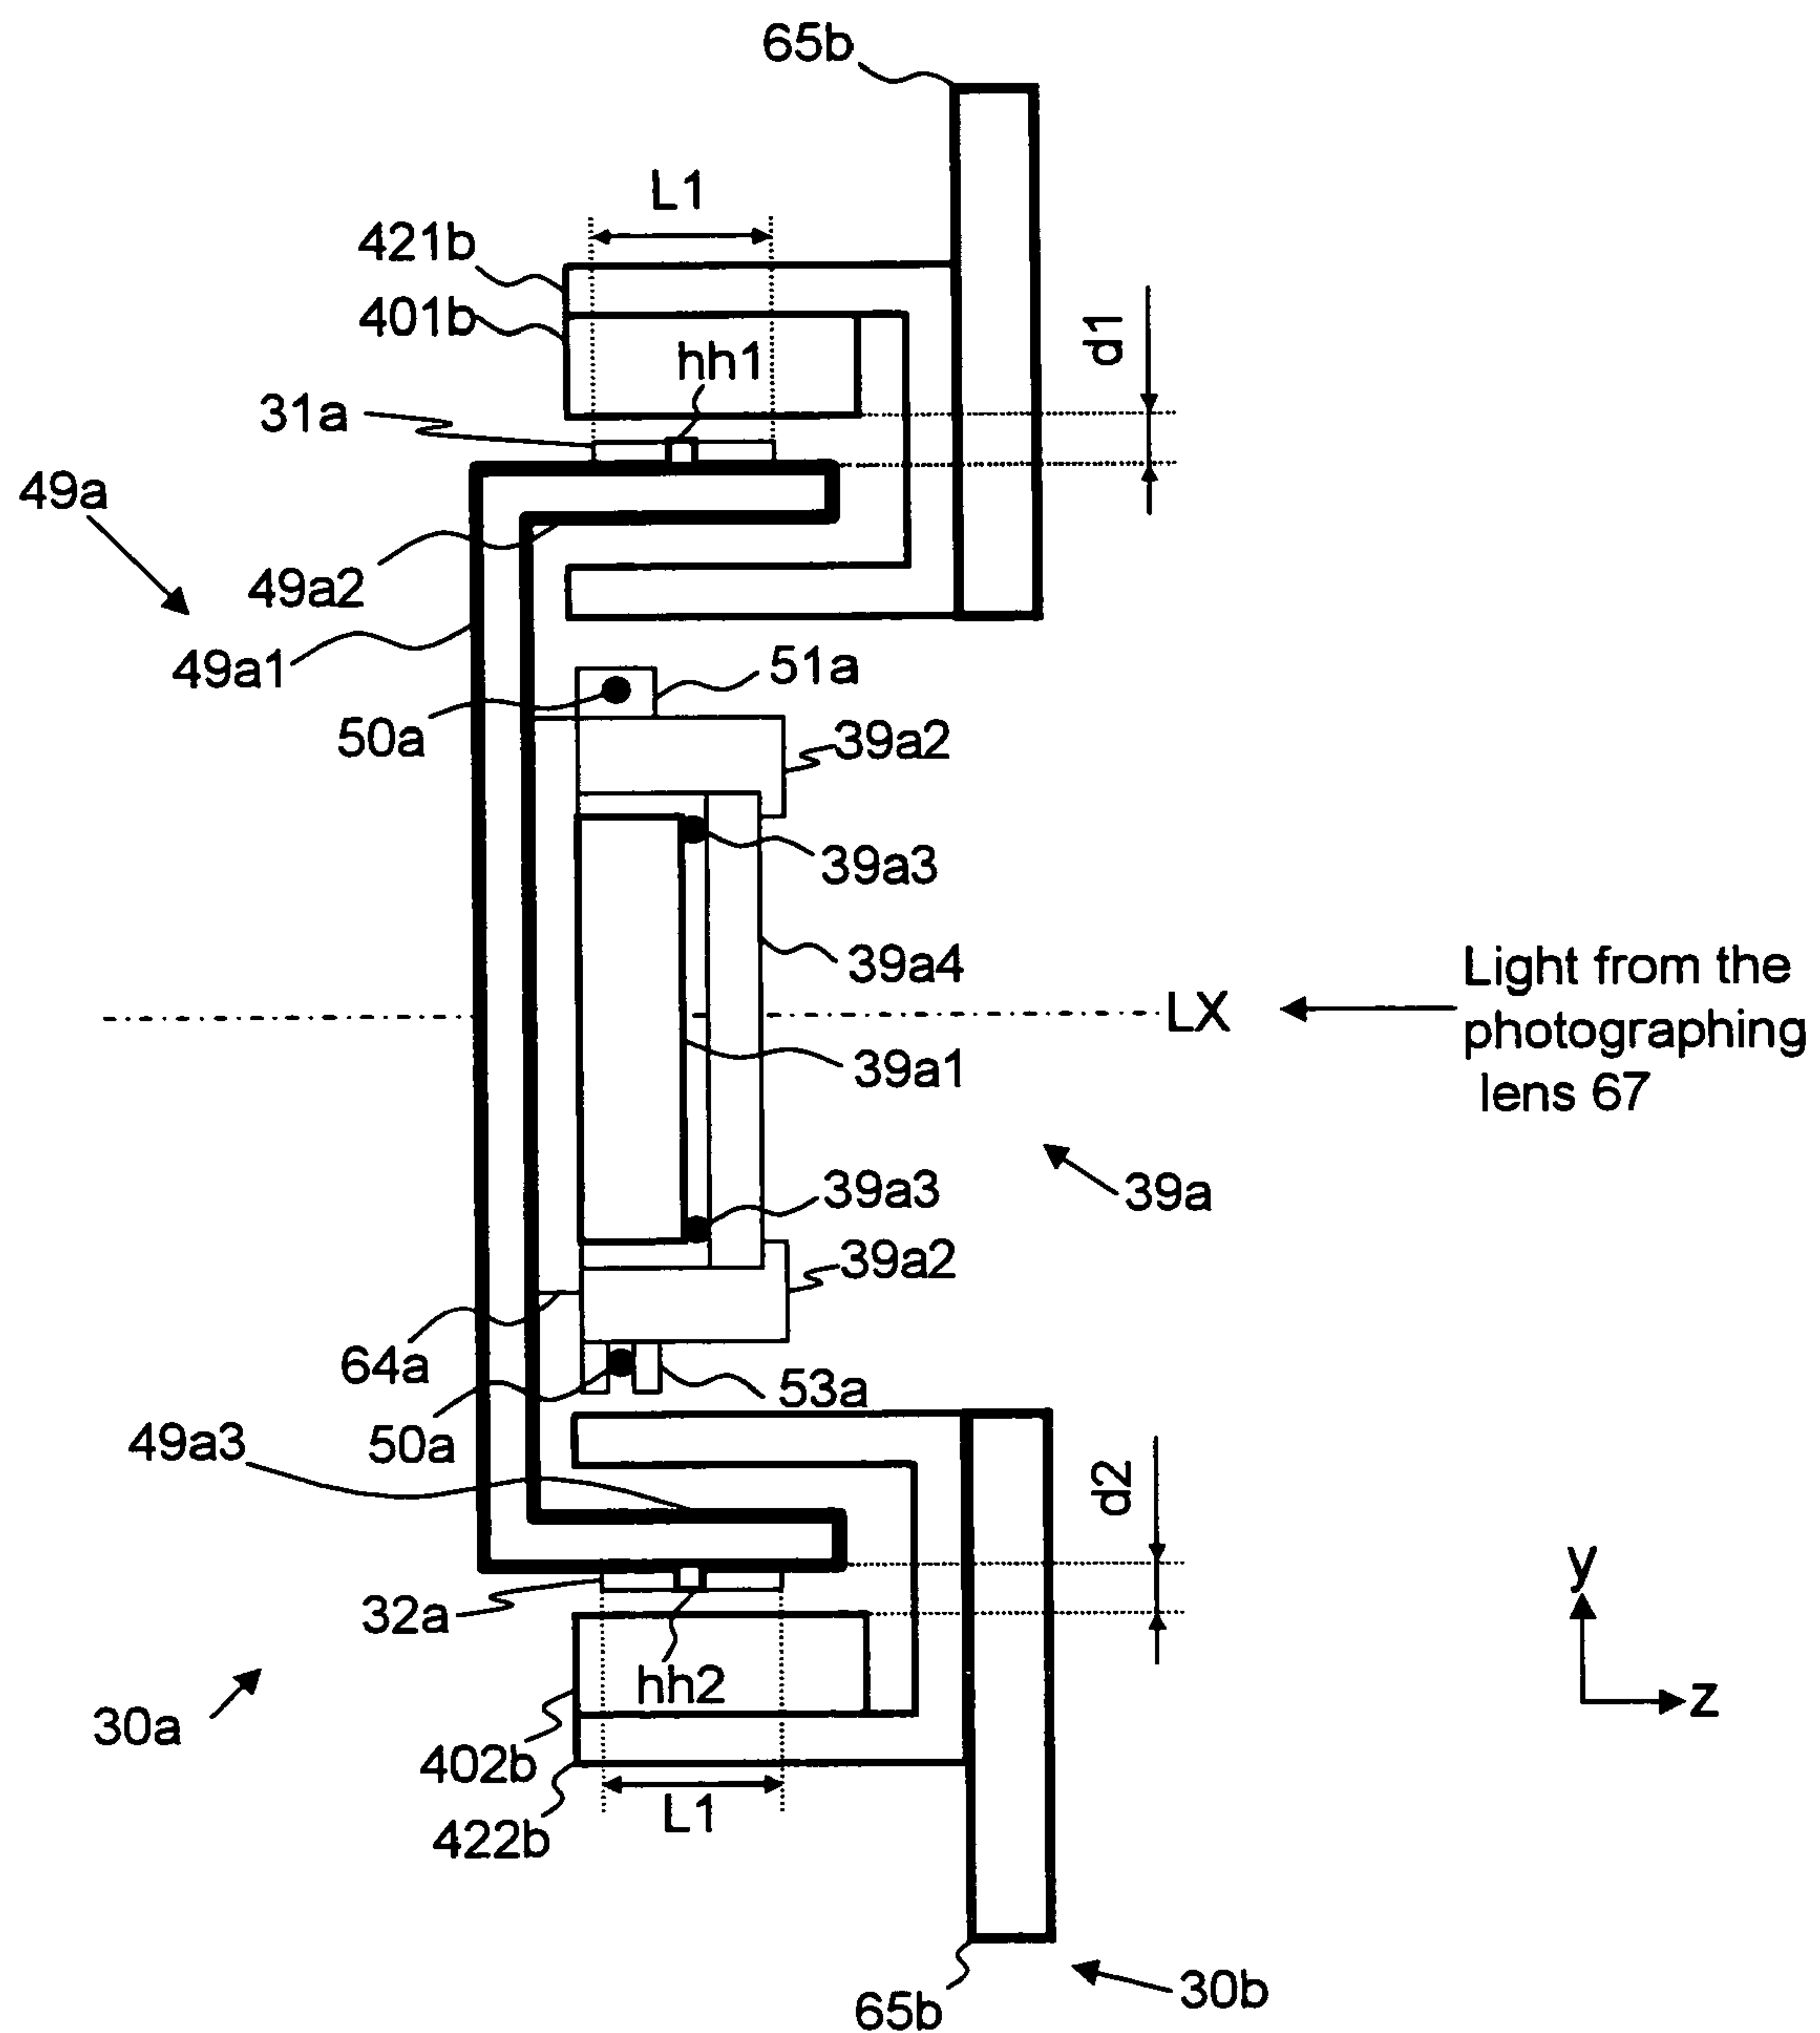 65b
L1
421b
401b
hh1
d1
31a
49a
49a2
49a1
51a
50a
39a2
39a3
39a4
Light from the
LX
photographing
39a1
lens 67
39a3
39a
39a2
64a
53a
50a
49a3
d2
y
32a
hh2
z
30a
402b
L1
422b
30b
65b